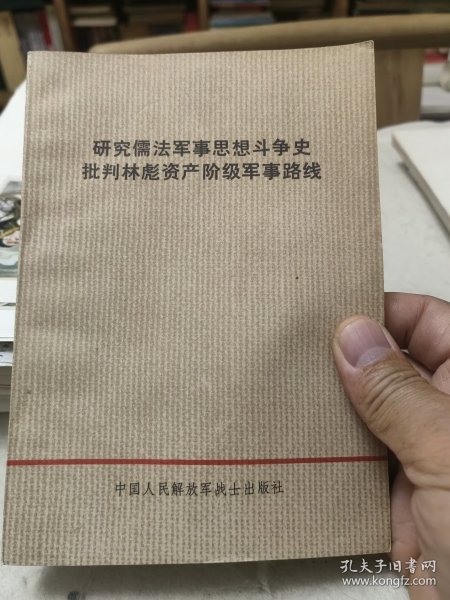 研究儒法军事思想斗争史
批判林彪资产阶级军事路线
中国人民解放军战士出版社
孔夫子旧书网
www.kongfz.com